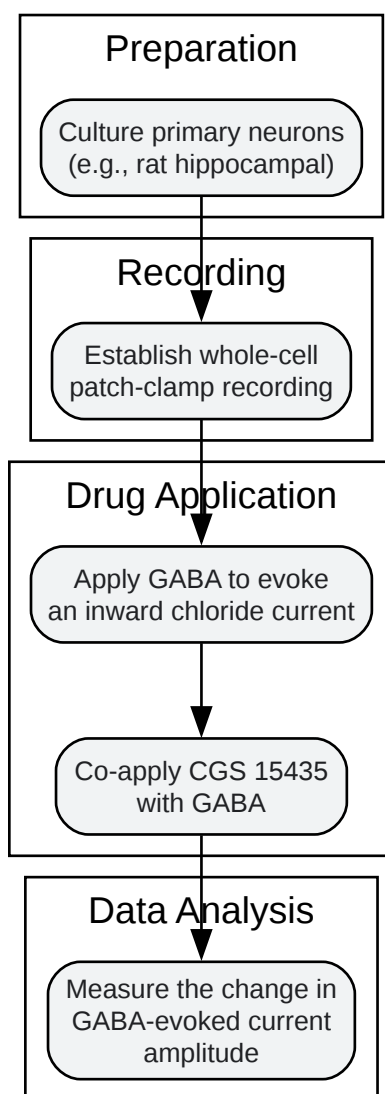 Preparation
Culture primary neurons
(e.g., rat hippocampal)
Recording
Establish whole-cell
patch-clamp recording
Drug Application
Apply GABA to evoke
an inward chloride current
Co-apply CGS 15435
with GABA
Data Analysis
Measure the change in
GABA-evoked current
amplitude